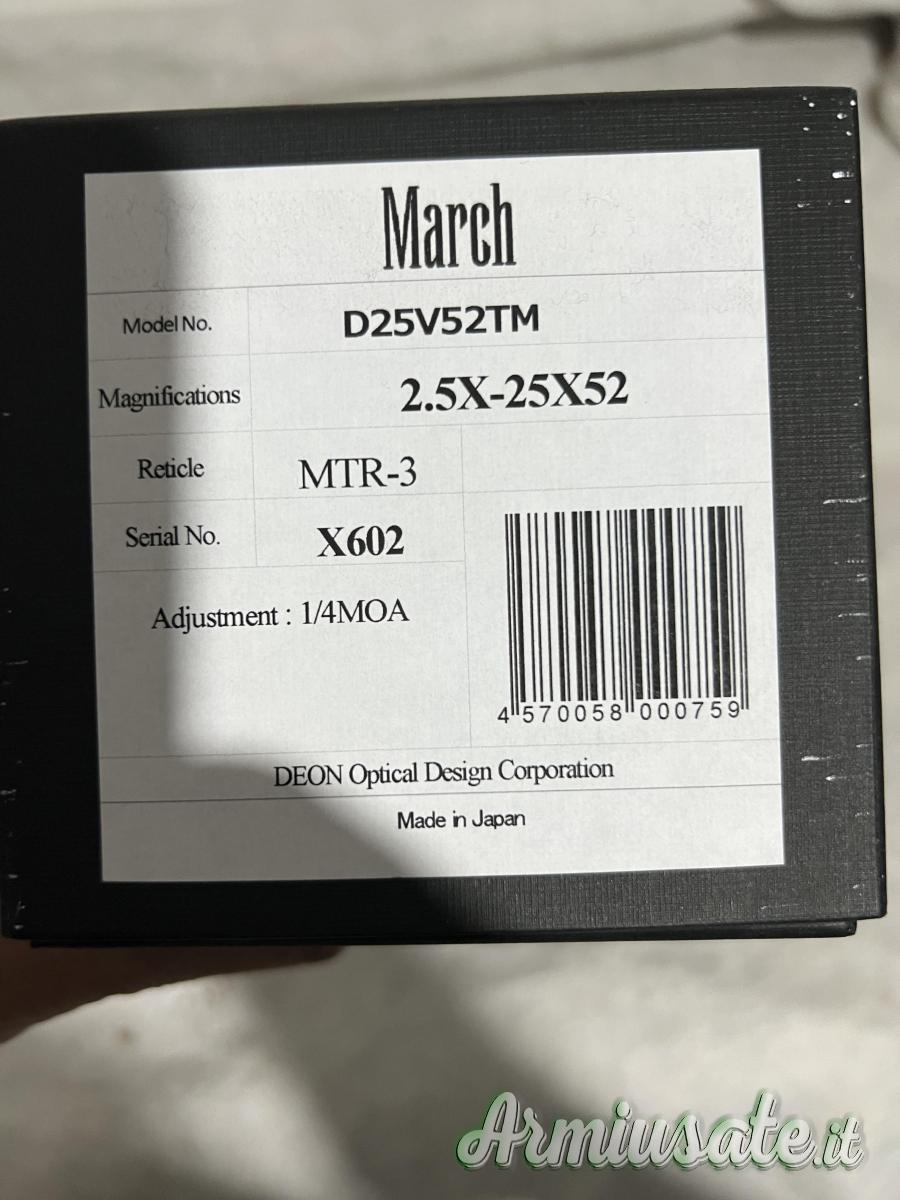 March
Model No. D25V52TM
Magnifications 2.5X-25X52
Reticle MTR-3
Serial No. X602
Adjustment : 1/4MOA
4 570058 000759
DEON Optical Design Corporation
Made in Japan
Armiusate.it